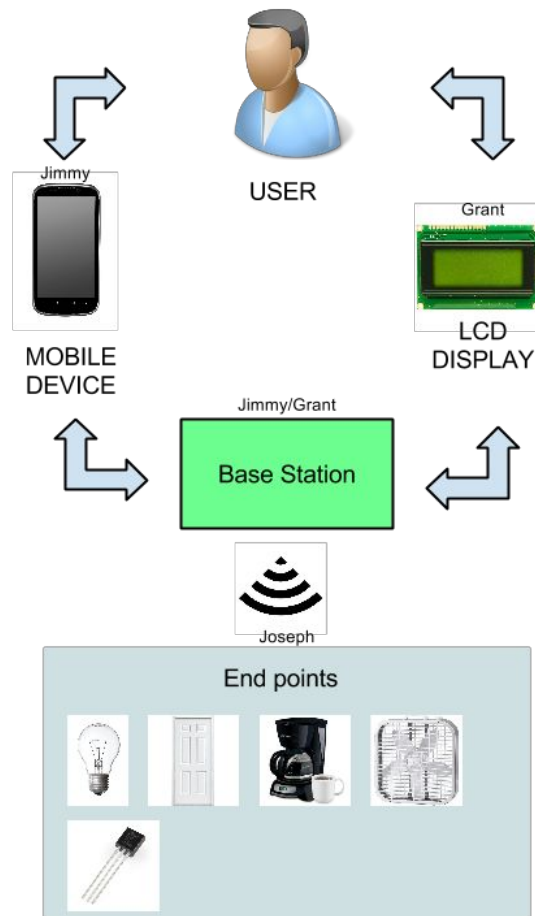 USER
Jimmy
Grant
MOBILE
DEVICE
LCD
DISPLAY
Jimmy/Grant
Base Station
Joseph
End points